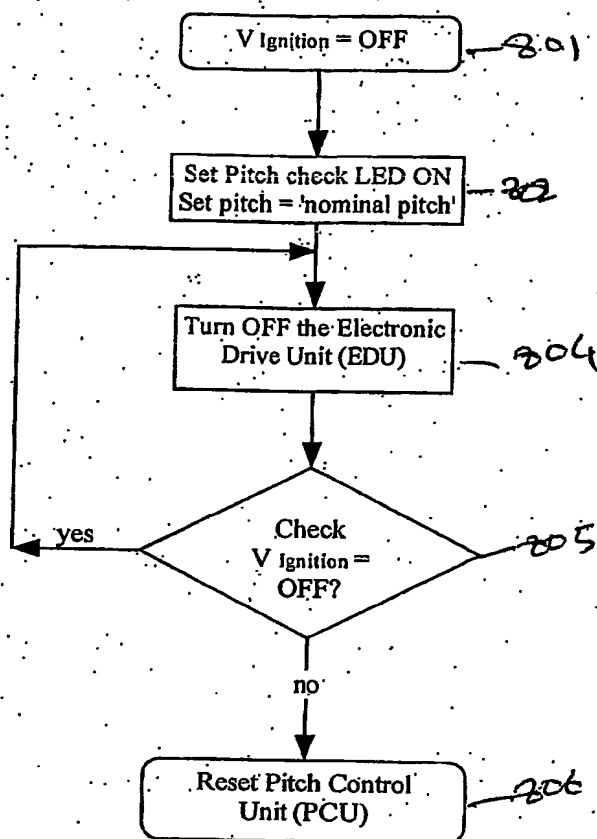 V Ignition = OFF
801
Set Pitch check LED ON
Set pitch = 'nominal pitch'
802
Turn OFF the Electronic
Drive Unit (EDU)
804
yes
Check
V Ignition =
OFF?
805
no
Reset Pitch Control
Unit (PCU)
806